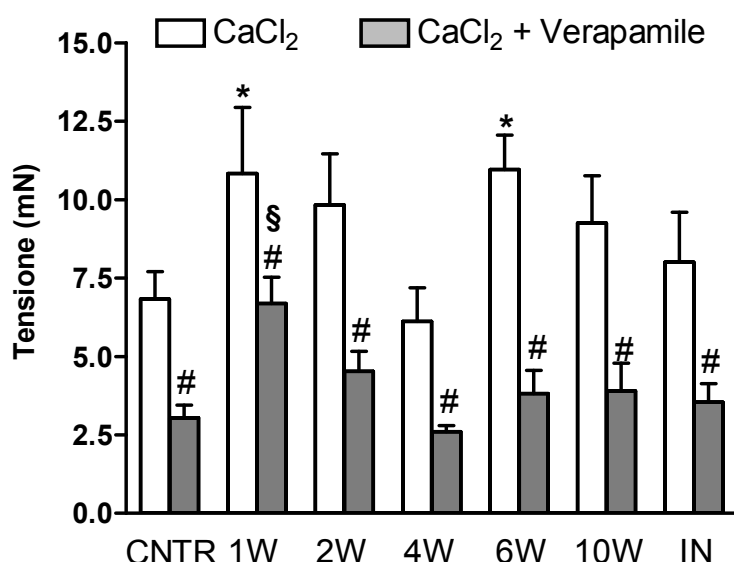 CaCl₂ CaCl₂ + Verapamile
Tensione (mN)
15.0
12.5
10.0
7.5
5.0
2.5
0.0
* *
§
# # # # # # #
CNTR 1W 2W 4W 6W 10W IN